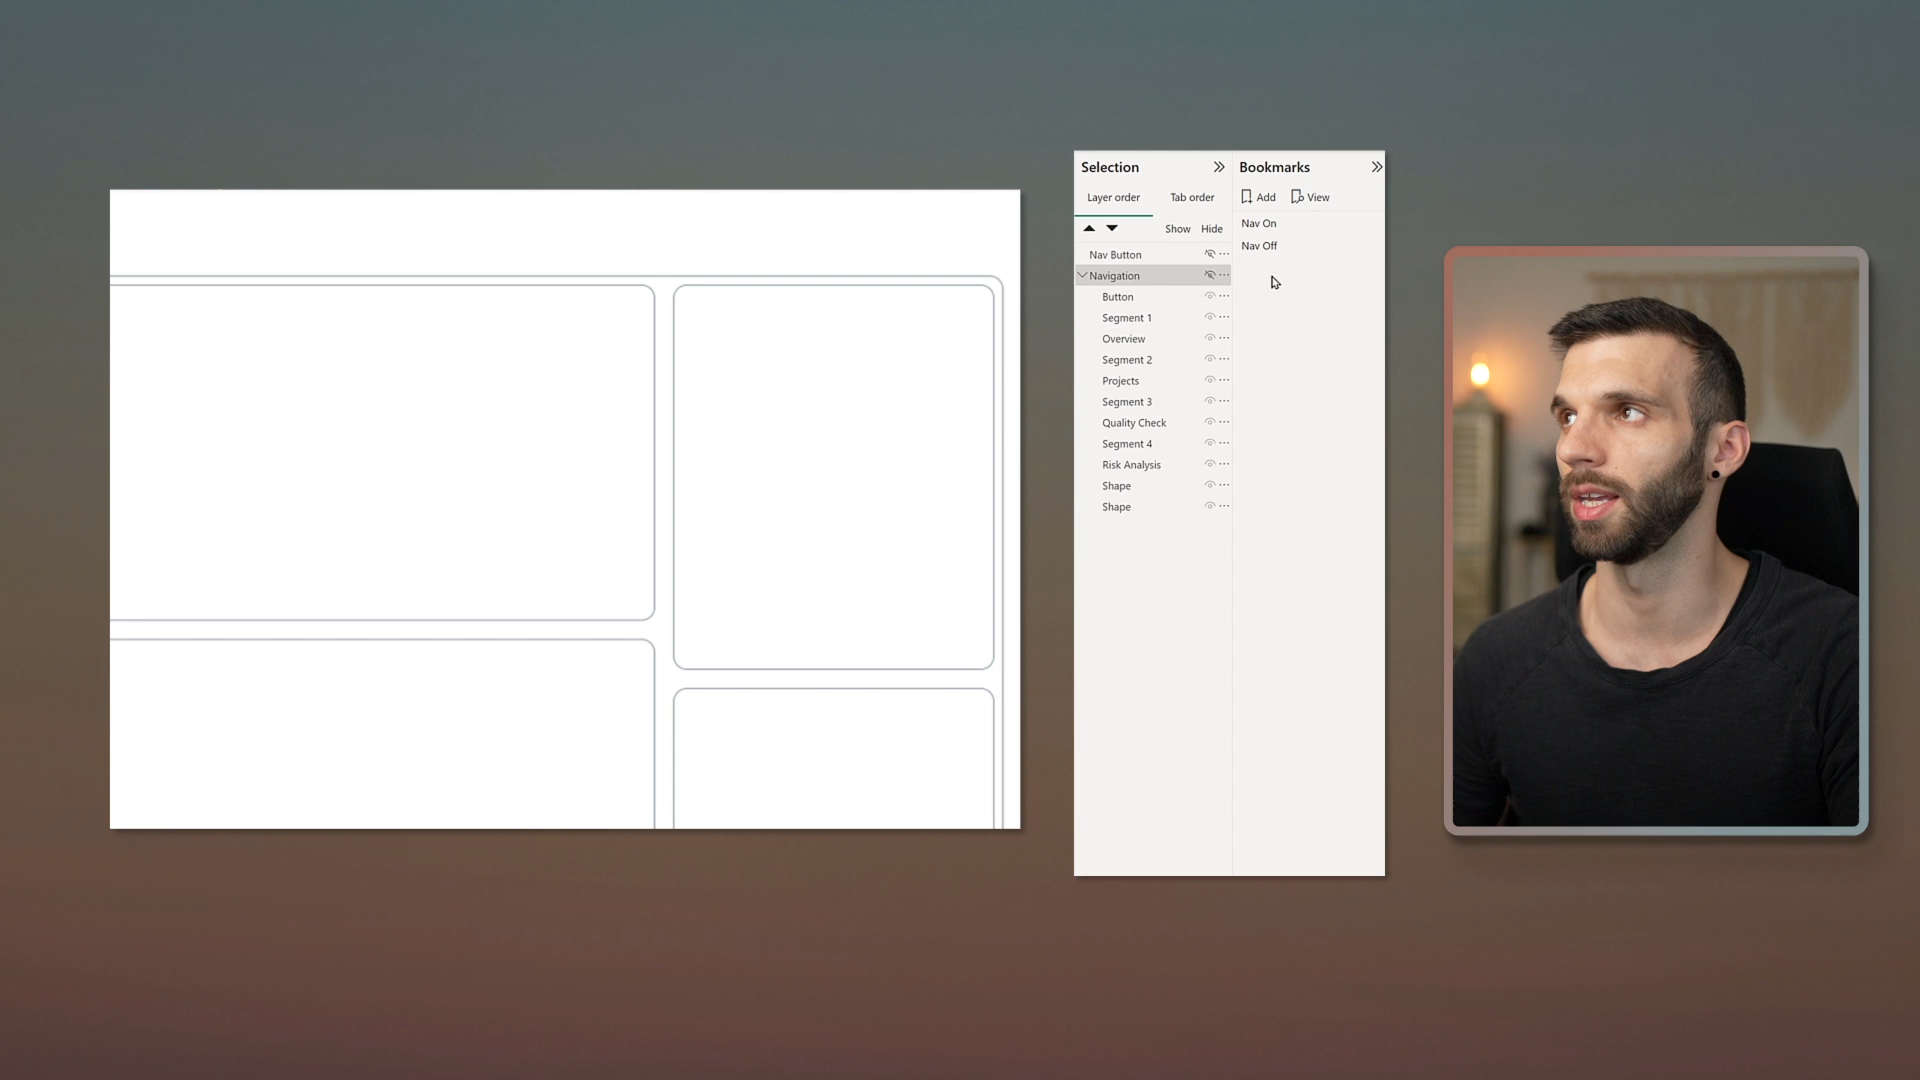 Selection
Bookmarks
Layer order
Tab order
Add
View
Show
Hide
Nav On
Nav Off
Nav Button
Navigation
Button
Segment 1
Overview
Segment 2
Projects
Segment 3
Quality Check
Segment 4
Risk Analysis
Shape
Shape